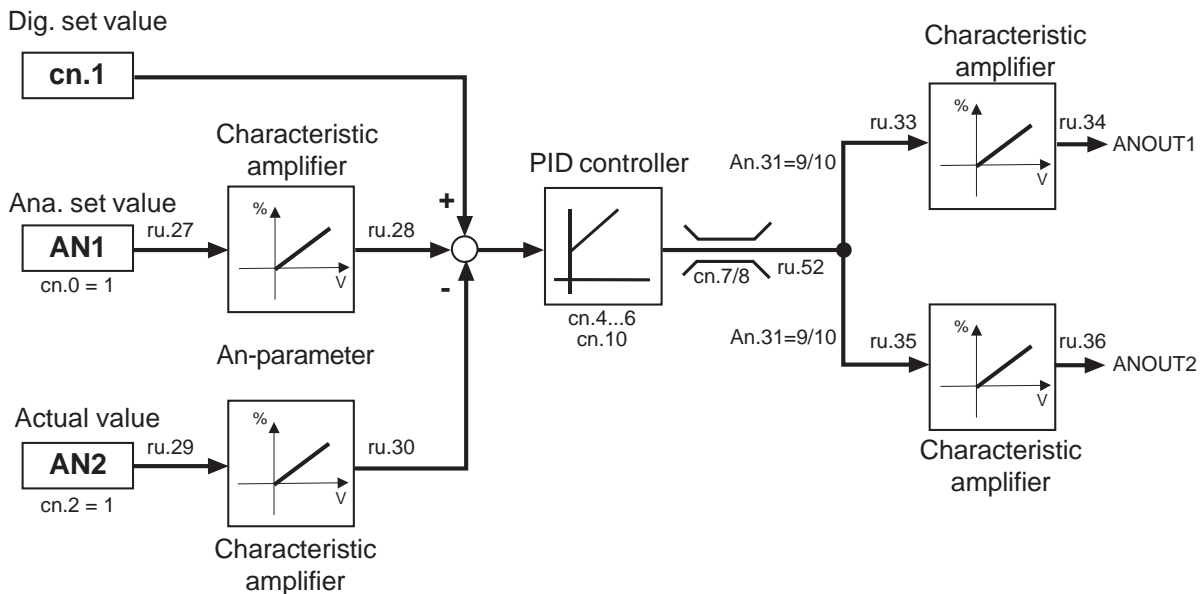 Dig. set value
cn.1
Characteristic
amplifier
Ana. set value
AN1
cn.0 = 1
ru.27
%
V
ru.28
+
-
An-parameter
Actual value
AN2
cn.2 = 1
ru.29
%
V
ru.30
Characteristic
amplifier
PID controller
cn.4...6
cn.10
cn.7/8
ru.52
An.31=9/10
ru.33
Characteristic
amplifier
%
V
ru.34
ANOUT1
An.31=9/10
ru.35
%
V
ru.36
ANOUT2
Characteristic
amplifier